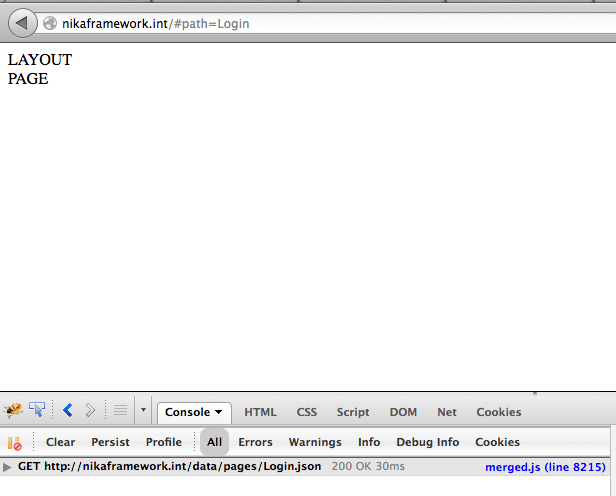 nikaframework.int/#path=Login
LAYOUT
PAGE
Console HTML CSS Script DOM Net Cookies
Clear Persist Profile All Errors Warnings Info Debug Info Cookies
GET http://nikaframework.int/data/pages/Login.json 200 OK 30ms merged.js (line 8215)